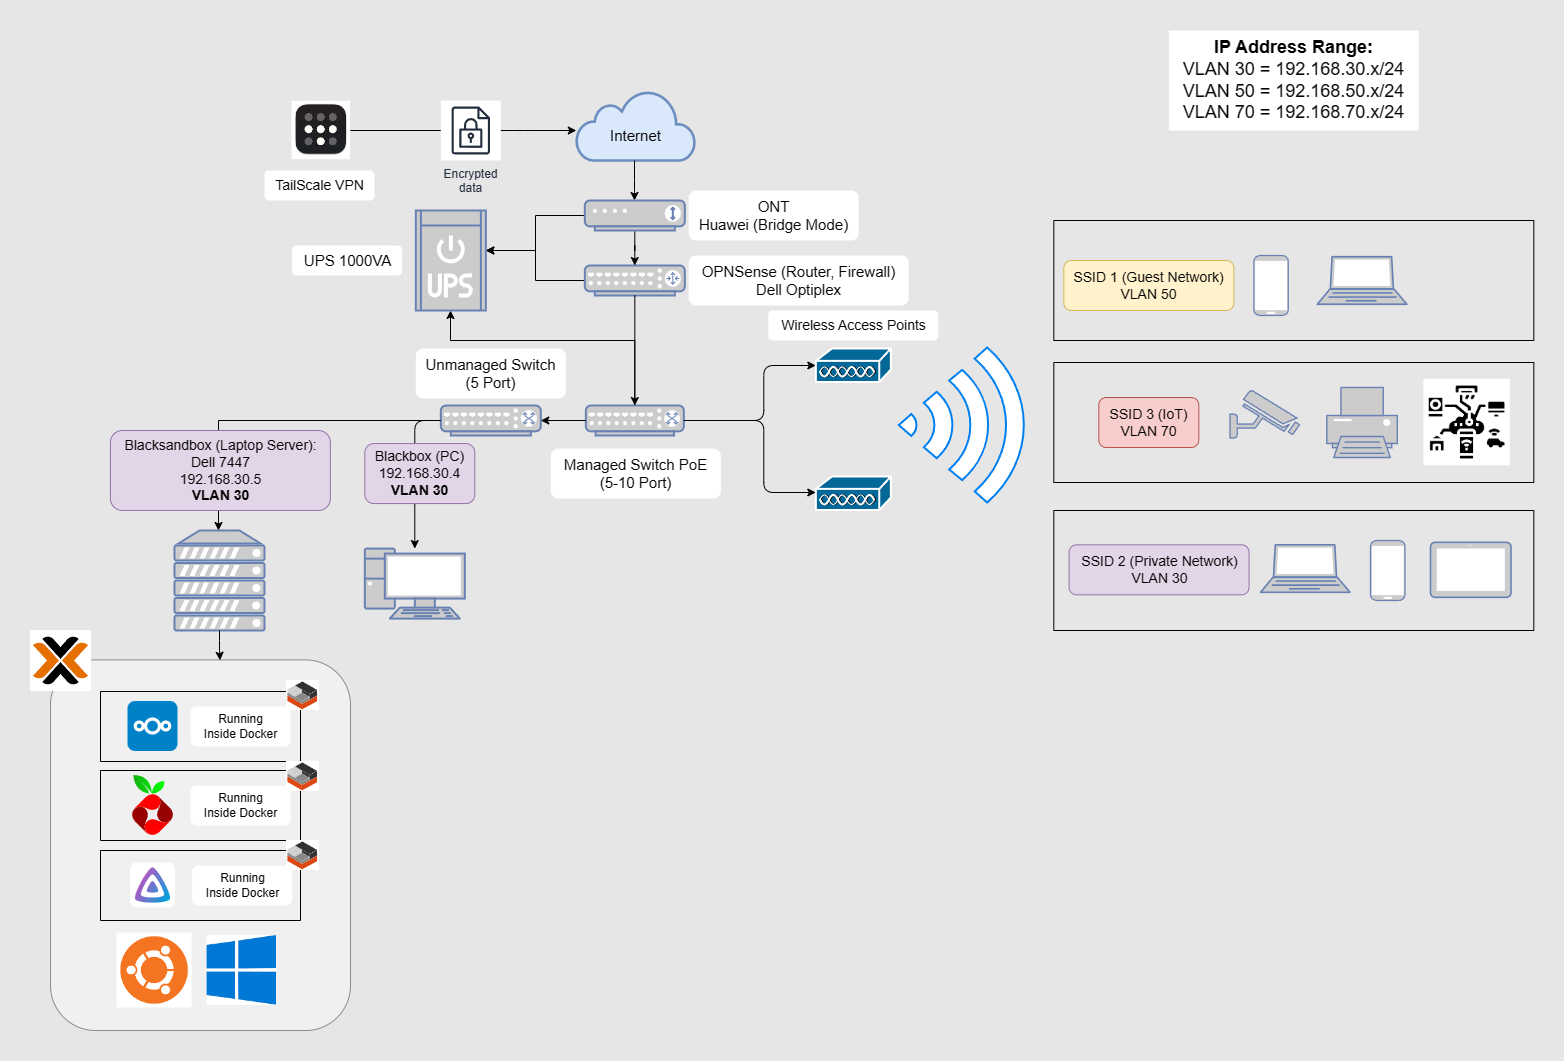 IP Address Range:
VLAN 30 = 192.168.30.x/24
VLAN 50 = 192.168.50.x/24
VLAN 70 = 192.168.70.x/24
Internet
TailScale VPN
Encrypted
data
ONT
Huawei (Bridge Mode)
UPS 1000VA
UPS
OPNSense (Router, Firewall)
Dell Optiplex
Wireless Access Points
SSID 1 (Guest Network)
VLAN 50
Unmanaged Switch
(5 Port)
SSID 3 (IoT)
VLAN 70
Blacksandbox (Laptop Server):
Dell 7447
192.168.30.5
VLAN 30
Blackbox (PC)
192.168.30.4
VLAN 30
Managed Switch PoE
(5-10 Port)
SSID 2 (Private Network)
VLAN 30
Running
Inside Docker
Running
Inside Docker
Running
Inside Docker